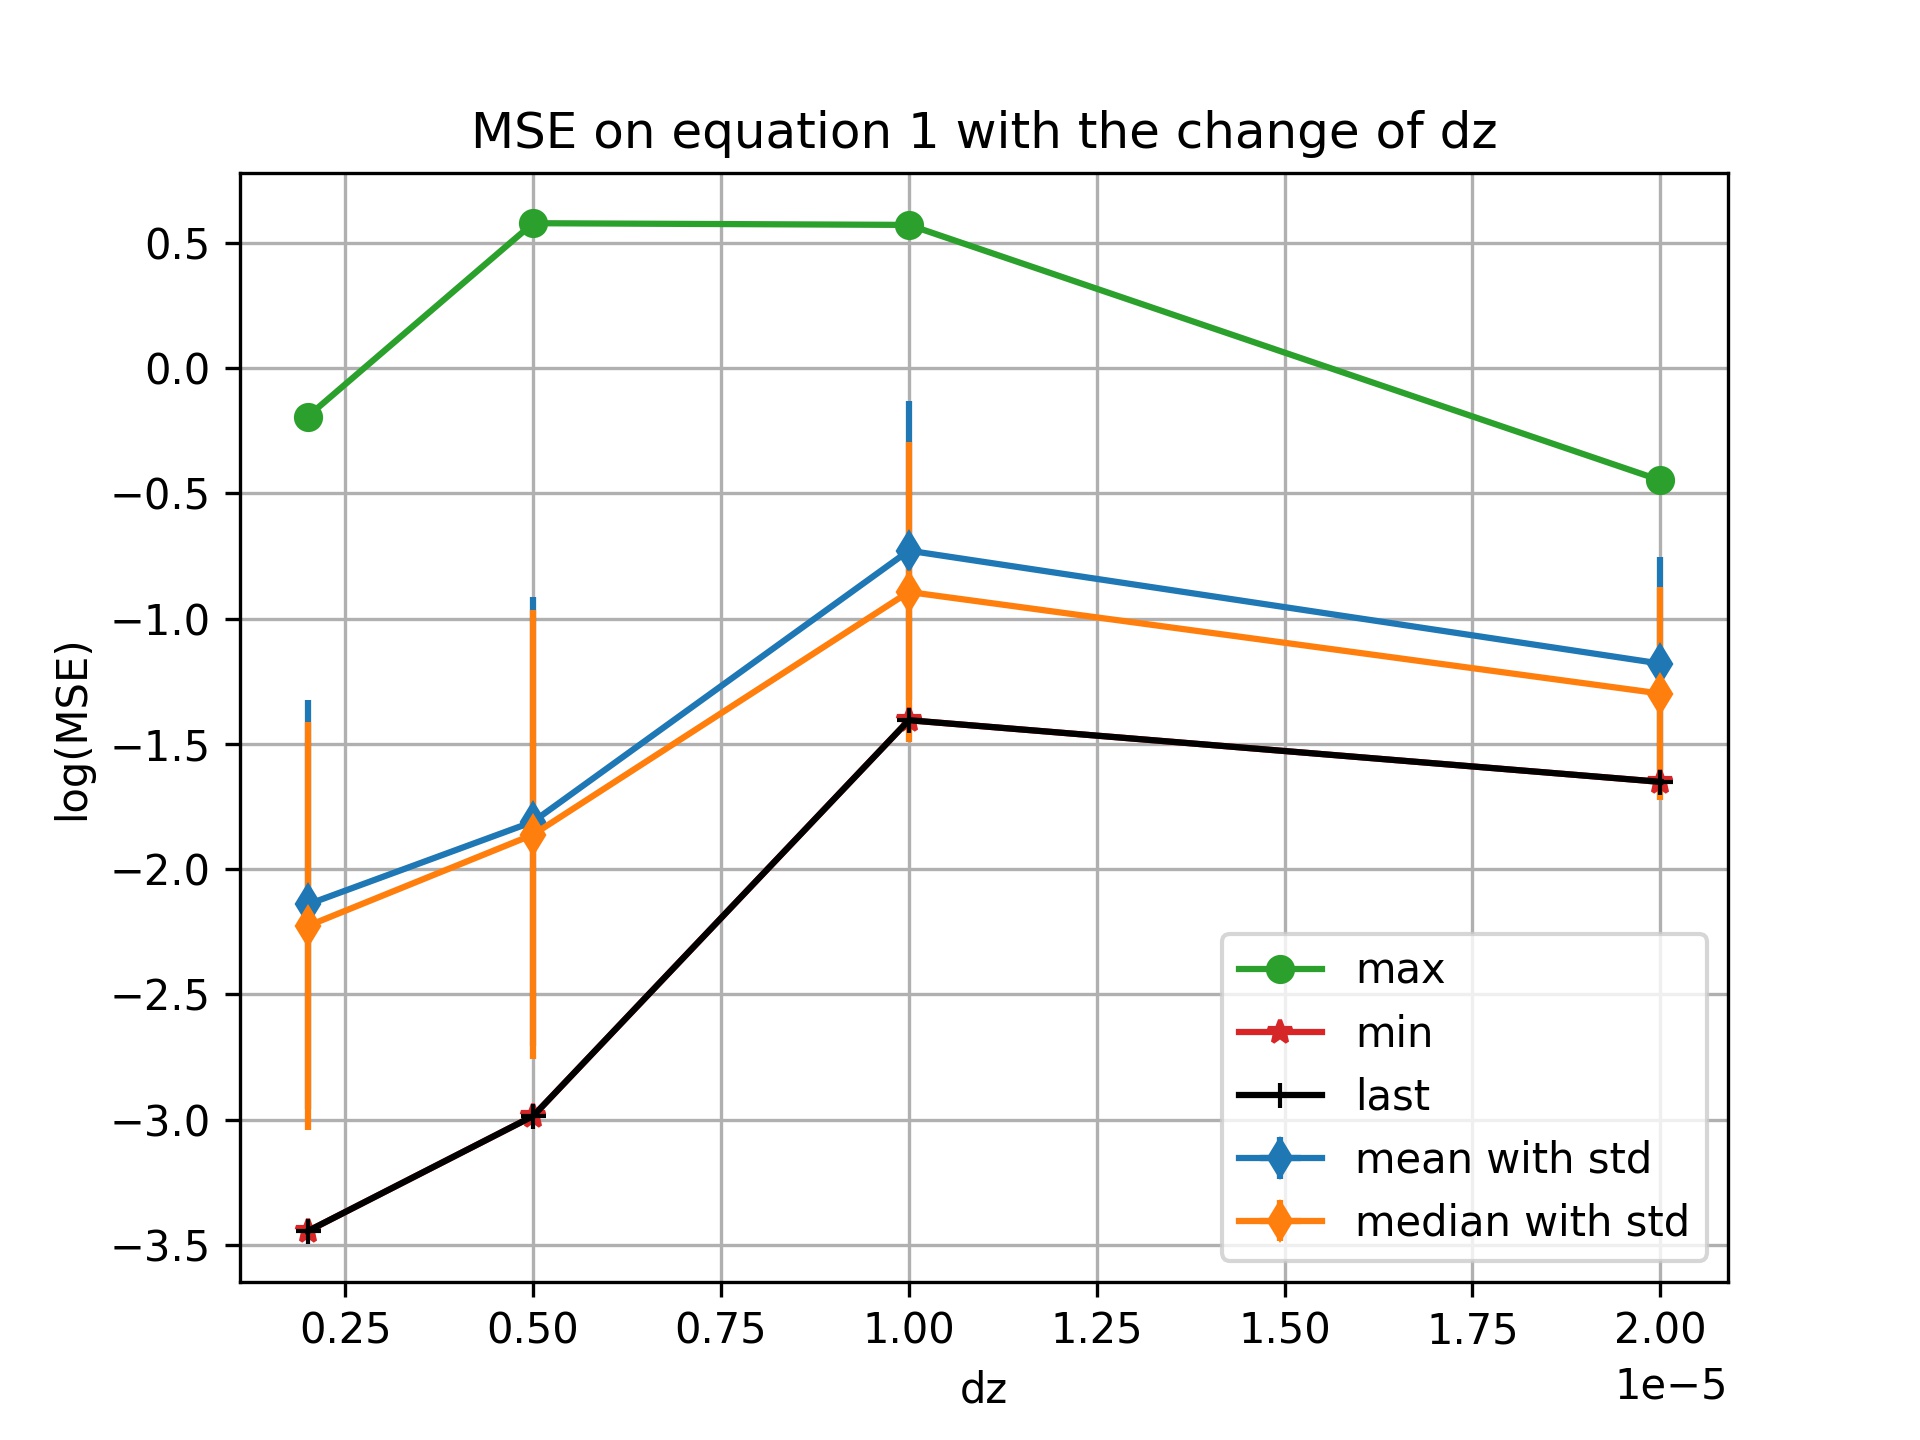 MSE on equation 1 with the change of dz
0.5
0.0
−0.5
−1.0
−1.5
−2.0
−2.5
−3.0
−3.5
log(MSE)
max
min
last
mean with std
median with std
0.25 0.50 0.75 1.00 1.25 1.50 1.75 2.00
1e−5
dz